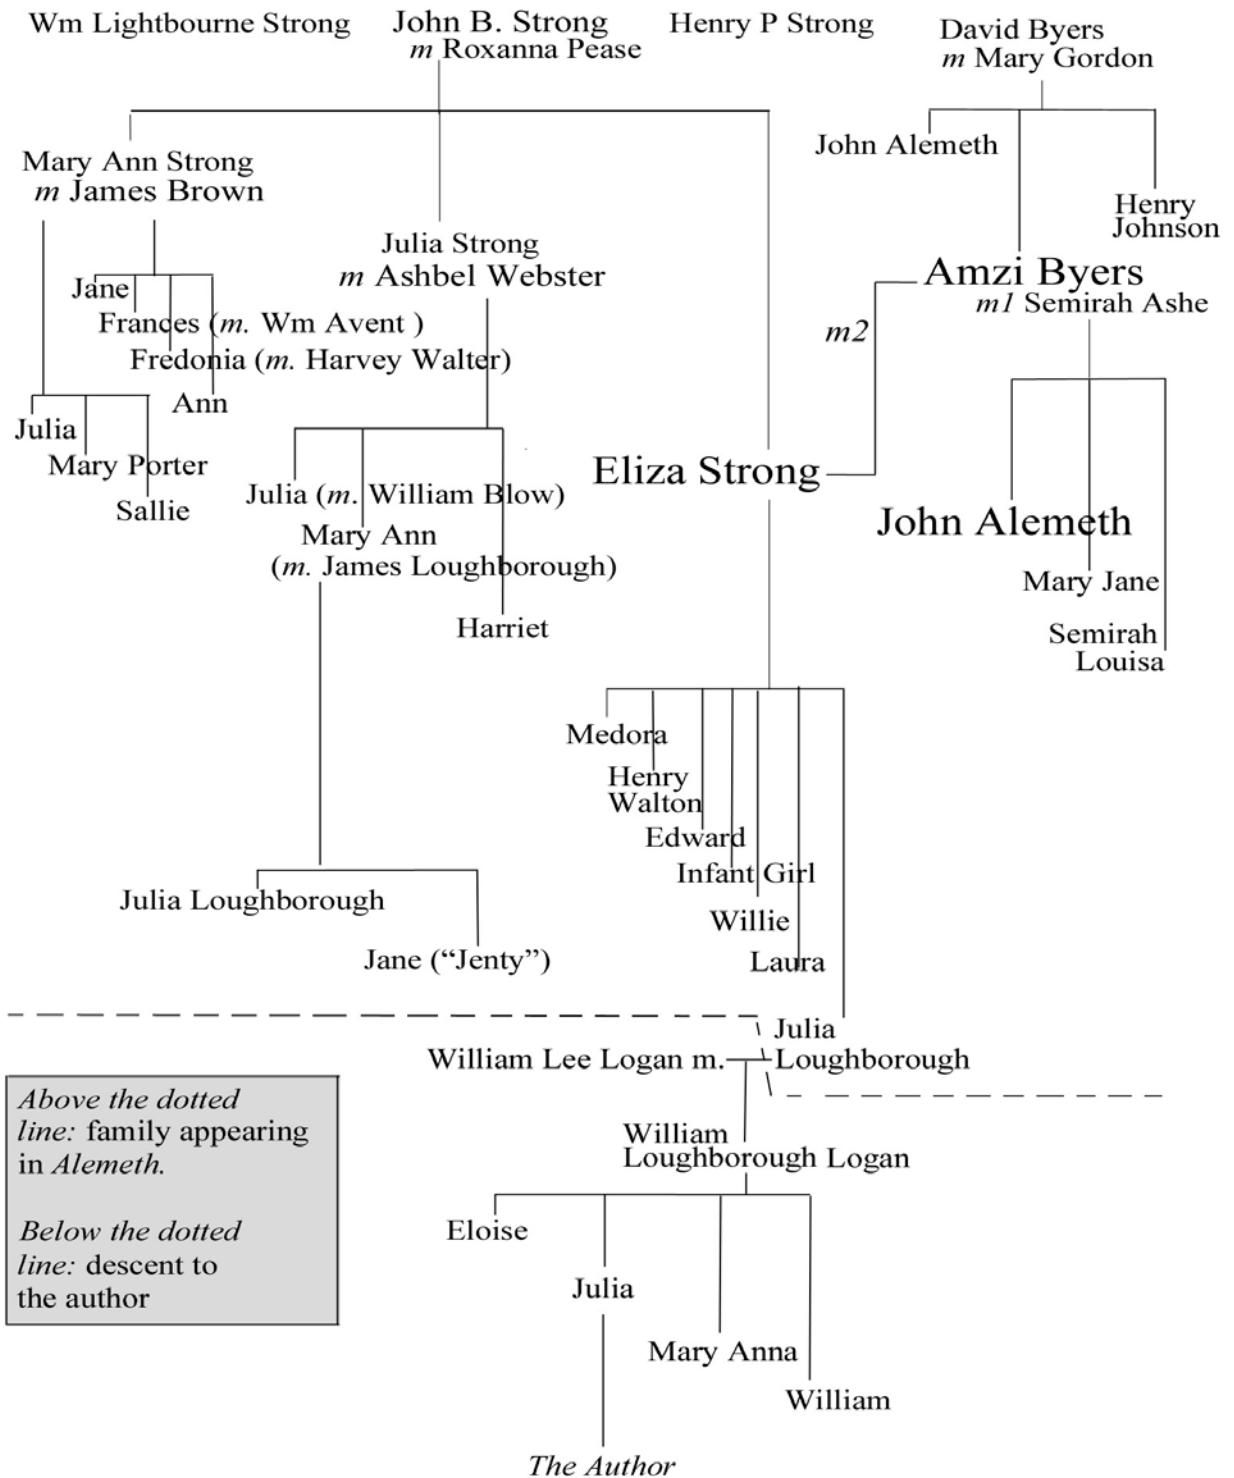 Wm Lightbourne Strong
John B. Strong
m Roxanna Pease
Henry P Strong
David Byers
m Mary Gordon
John Alemeth
Henry
Johnson
Mary Ann Strong
m James Brown
Julia Strong
m Ashbel Webster
Amzi Byers
m1 Semirah Ashe
m2
Jane
Frances (m. Wm Avent )
Fredonia (m. Harvey Walter)
Ann
Julia
Mary Porter
Sallie
Julia (m. William Blow)
Mary Ann
(m. James Loughborough)
Harriet
Eliza Strong
John Alemeth
Mary Jane
Semirah
Louisa
Medora
Henry
Walton
Edward
Infant Girl
Willie
Laura
Julia Loughborough
Jane (“Jenty”)
Julia
William Lee Logan m. Loughborough
William
Loughborough Logan
Eloise
Julia
Mary Anna
William
The Author
Above the dotted
line: family appearing
in Alemeth.
Below the dotted
line: descent to
the author